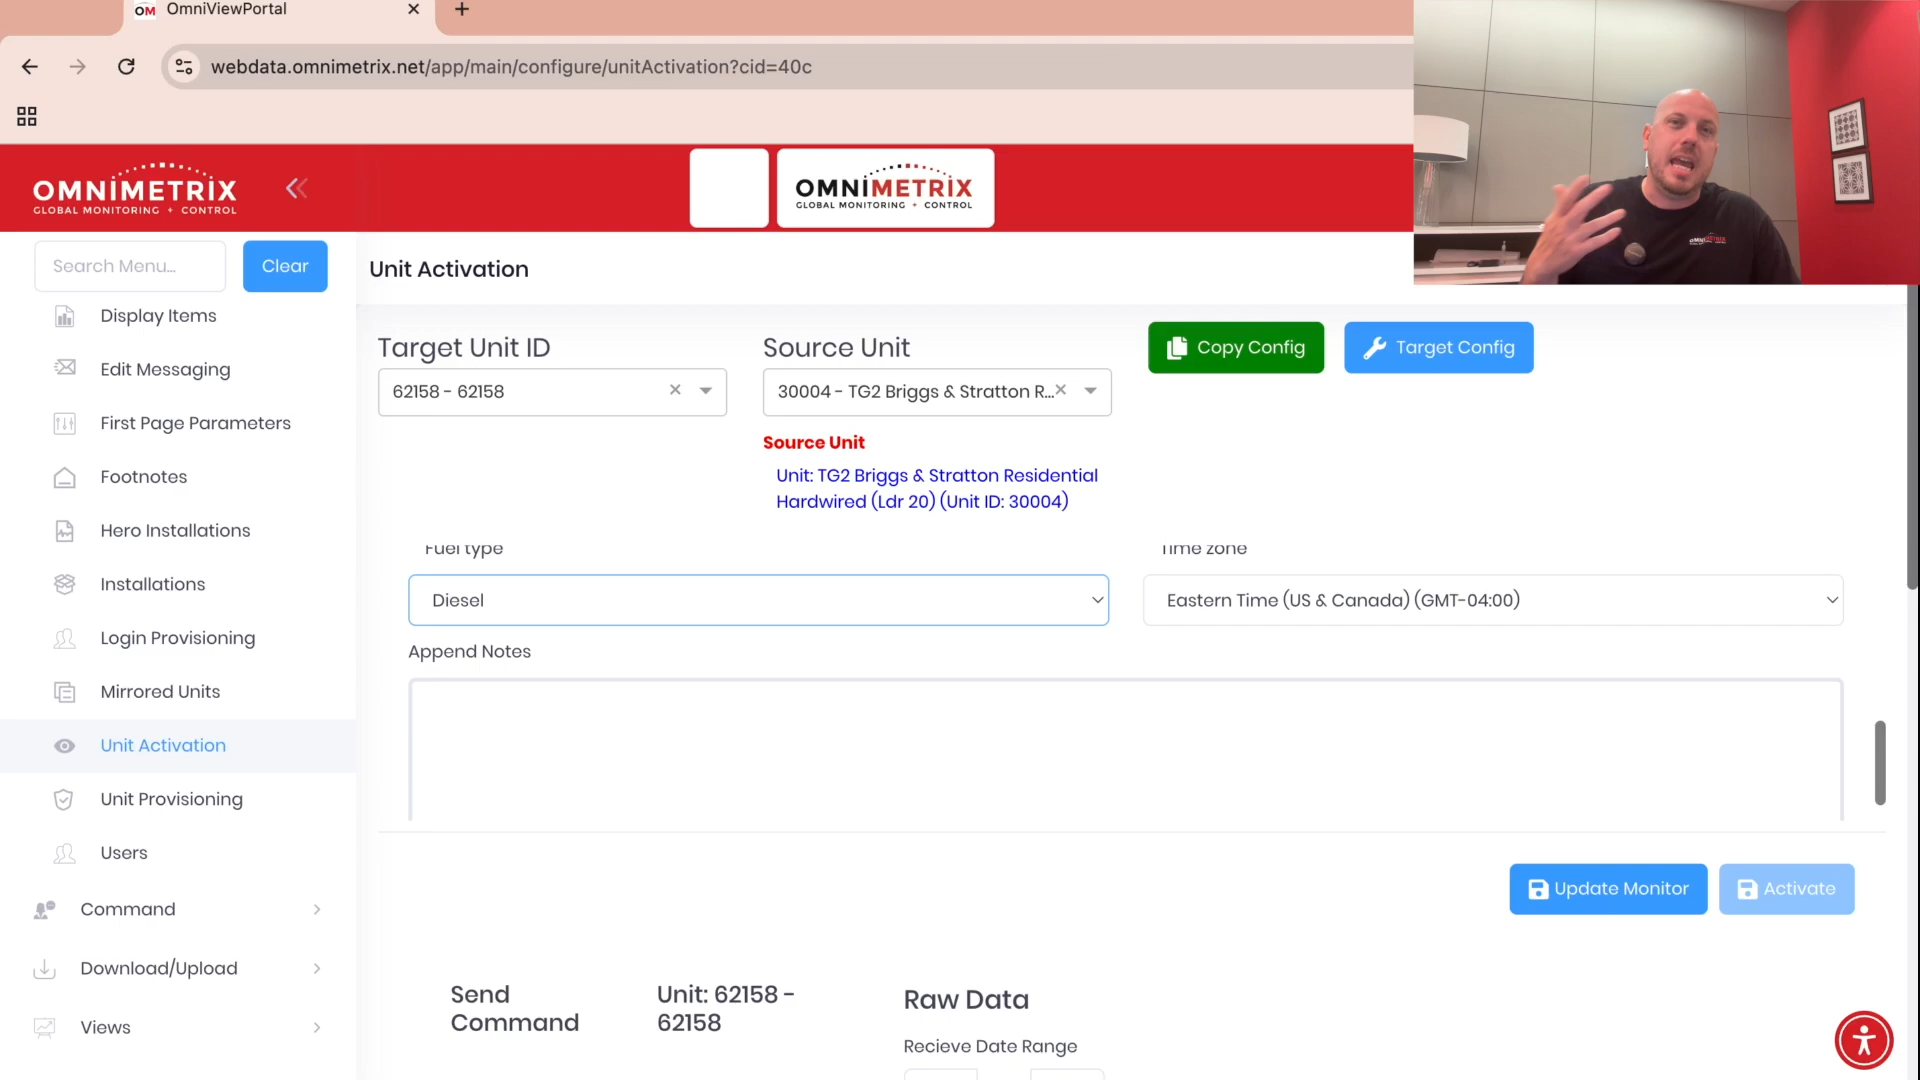 OM OmniViewPortal
webdata.omnimetrix.net/app/main/configure/unitActivation?cid=40c
OMNIMETRIX
GLOBAL MONITORING + CONTROL
OMNIMETRIX
GLOBAL MONITORING + CONTROL
OMNIMETRIX
Search Menu...
Clear
Unit Activation
Display Items
Edit Messaging
First Page Parameters
Footnotes
Hero Installations
Installations
Login Provisioning
Mirrored Units
Unit Activation
Unit Provisioning
Users
Command
Download/Upload
Views
Target Unit ID
62158 - 62158
Source Unit
30004 - TG2 Briggs & Stratton R...
Source Unit
Unit: TG2 Briggs & Stratton Residential
Hardwired (Ldr 20) (Unit ID: 30004)
Copy Config
Target Config
Fuel type
Diesel
Time zone
Eastern Time (US & Canada) (GMT-04:00)
Append Notes
Update Monitor
Activate
Send
Command
Unit: 62158 -
62158
Raw Data
Recieve Date Range